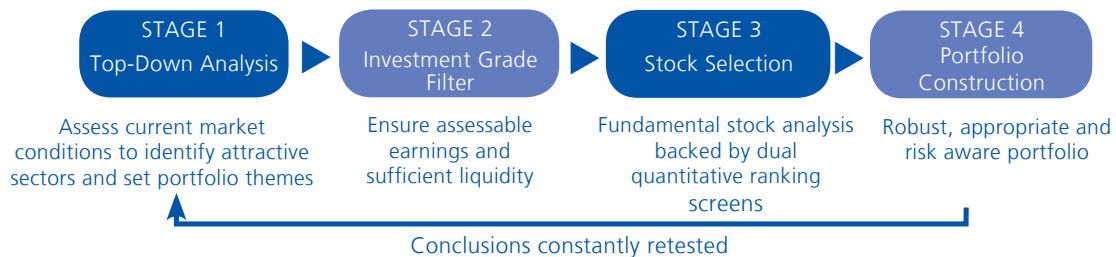 STAGE 1
Top-Down Analysis
STAGE 2
Investment Grade
Filter
STAGE 3
Stock Selection
STAGE 4
Portfolio
Construction
Assess current market
conditions to identify attractive
sectors and set portfolio themes
Ensure assessable
earnings and
sufficient liquidity
Fundamental stock analysis
backed by dual
quantitative ranking
screens
Robust, appropriate and
risk aware portfolio
Conclusions constantly retested